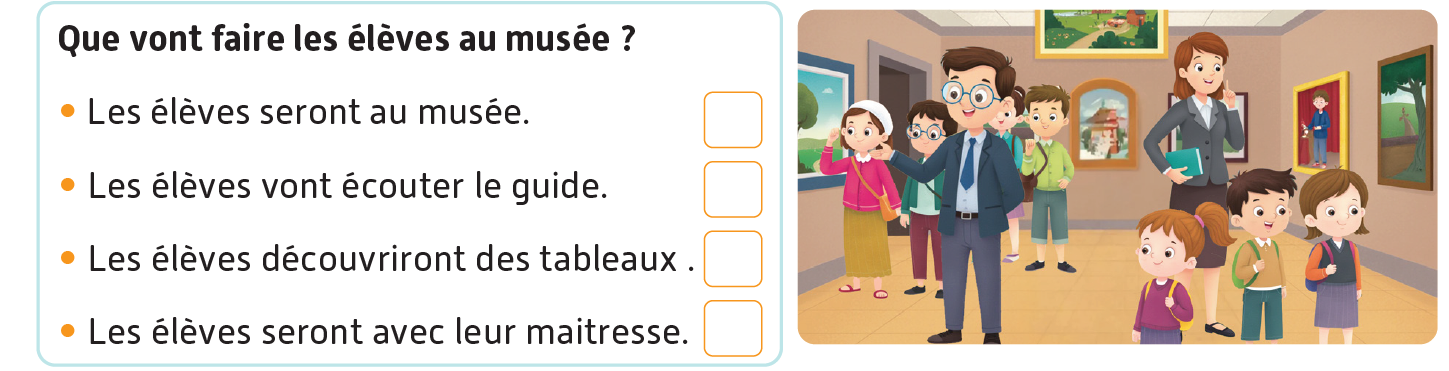 Que vont faire les élèves au musée ?
• Les élèves seront au musée.
• Les élèves vont écouter le guide.
• Les élèves découvriront des tableaux .
• Les élèves seront avec leur maitresse.